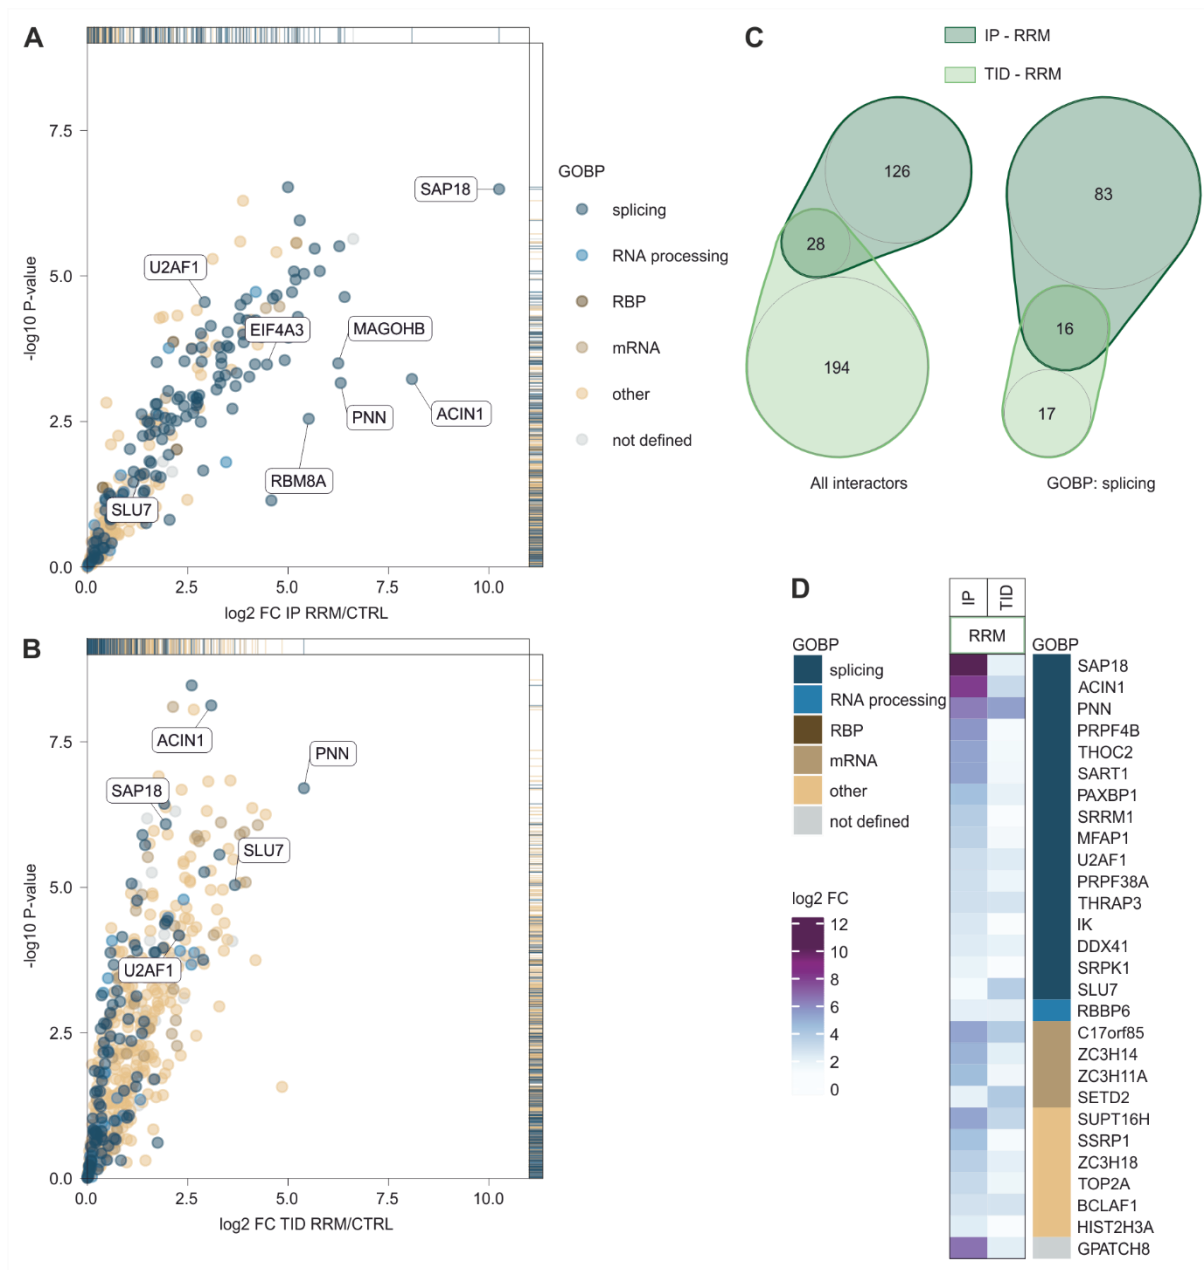 A
7.5
5.0
2.5
0.0
-log10 P-value
SAP18
U2AF1
EIF4A3
MAGOHB
PNN
ACIN1
RBM8A
SLU7
0.0
2.5
5.0
7.5
10.0
log2 FC IP RRM/CTRL
GOBP
splicing
RNA processing
RBP
mRNA
other
not defined
B
7.5
5.0
2.5
0.0
-log10 P-value
ACIN1
PNN
SAP18
SLU7
U2AF1
0.0
2.5
5.0
7.5
10.0
log2 FC TID RRM/CTRL
C
IP - RRM
TID - RRM
126
28
194
All interactors
83
16
17
GOBP: splicing
D
GOBP
splicing
RNA processing
RBP
mRNA
other
not defined
log2 FC
12
10
8
6
4
2
0
IP
TID
RRM
GOBP
SAP18
ACIN1
PNN
PRPF4B
THOC2
SART1
PAXBP1
SRRM1
MFAP1
U2AF1
PRPF38A
THRAP3
IK
DDX41
SRPK1
SLU7
RBBP6
C17orf85
ZC3H14
ZC3H11A
SETD2
SUPT16H
SSRP1
ZC3H18
TOP2A
BCLAF1
HIST2H3A
GPATCH8